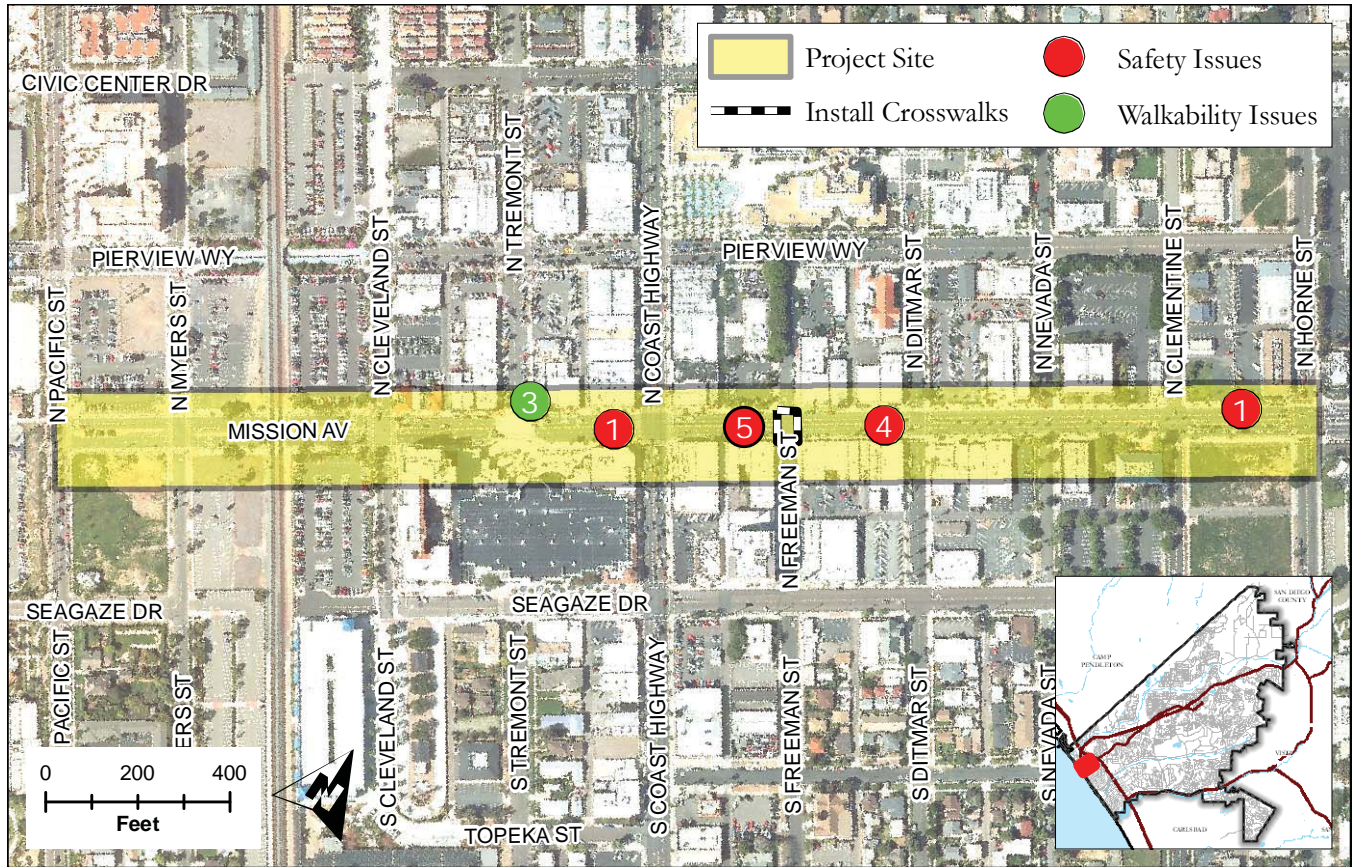 Project Site
Safety Issues
Install Crosswalks
Walkability Issues
CIVIC CENTER DR
N TREMONT ST
PIERVIEW WY
PIERVIEW WY
N PACIFIC ST
N MYERS ST
N CLEVELAND ST
N COAST HIGHWAY
N DITMAR ST
N NEVADA ST
N CLEMENTINE ST
N HORNE ST
3
1
5
4
1
MISSION AV
N FREEMAN ST
SEAGAZE DR
SEAGAZE DR
PACIFIC ST
ERS ST
S CLEVELAND ST
S TREMONT ST
S COAST HIGHWAY
S FREEMAN ST
S DITMAR ST
S NEVADA ST
TOPEKA ST
0 200 400
Feet
N
SAN DIEGO
COUNTY
CAMP
PENDLETON
CARLSBAD